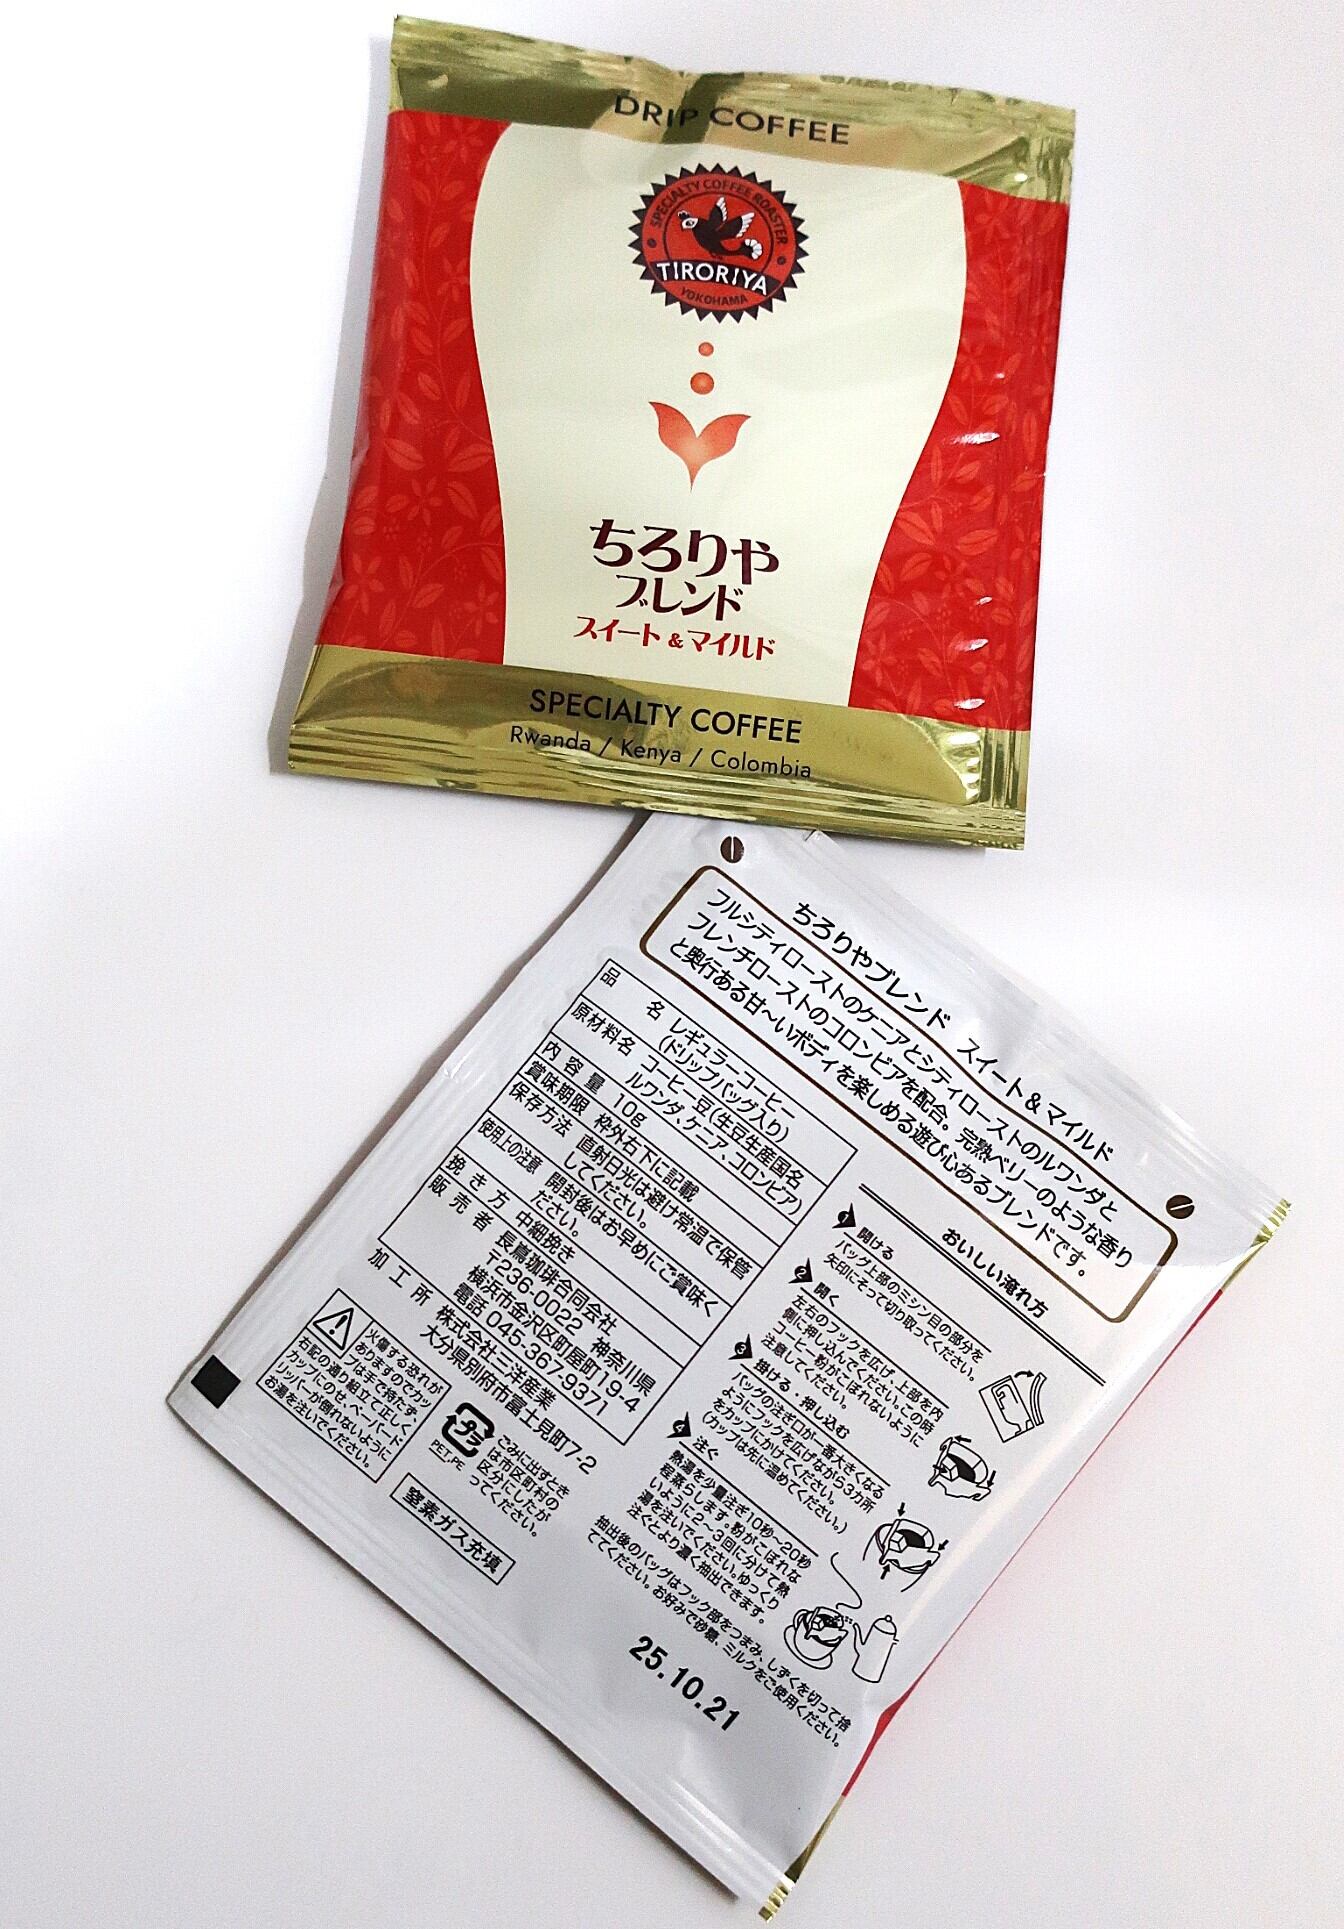 DRIP COFFEE
SPECIALTY COFFEE ROASTER
TIRORIYA
YOKOHAMA
ちろりや
ブレンド
スイート&マイルド
SPECIALTY COFFEE
Rwanda / Kenya / Colombia
ちろりやブレンド スイート&マイルド
フルシティローストのケニアとシティローストのルワンダと
フレンチローストのコロンビアを配合。完熟ベリーのような香り
と奥行ある甘〜いボディを楽しめる遊び心あるブレンドです。
品名 レギュラーコーヒー
(ドリップバッグ入り)
原材料名 コーヒー豆(生豆生産国名
ルワンダ、ケニア、コロンビア)
内容量 10g
賞味期限 枠外右下に記載
保存方法 直射日光は避け常温で保管
してください。
使用上の注意 開封後はお早めにご賞味く
ださい。
挽き方 中細挽き
販売者 長鳥珈琲合同会社
〒236-0022 神奈川県
横浜市金沢区町屋町19-4
電話 045-367-9371
加工所 株式会社三洋産業
大分県別府市富士見町7-2
火傷する恐れが
ありますのでカッ
プは手で持たず、
右記の通り組立て正しく
カップにのせ、ペーパード
リッパーが倒れないように
お湯を注いでください。
プラ
PET,PE
ごみに出すとき
は市区町村の
区分にしたが
ってください。
窒素ガス充填
おいしい淹れ方
1 開ける
バッグ上部のミシン目の部分を
矢印にそって切り取ってください。
2 開く
左右のフックを広げ、上部を内
側に押し込んでください。この時
コーヒー粉がこぼれないように
注意してください。
3 掛ける・押し込む
バッグの注ぎ口が一番大きくなる
ようにフックを広げながら3カ所
をカップにかけてください。
(カップは先に温めてください。)
4 注ぐ
熱湯を少量注ぎ10秒〜20秒
程蒸らします。粉がこぼれな
いように2〜3回に分けて熱
湯を注いでください。ゆっくり
注ぐとより濃く抽出できます。
抽出後のバッグはフック部をつまみ、しずくを切って捨
ててください。お好みで砂糖、ミルクをご使用ください。
25.10.21